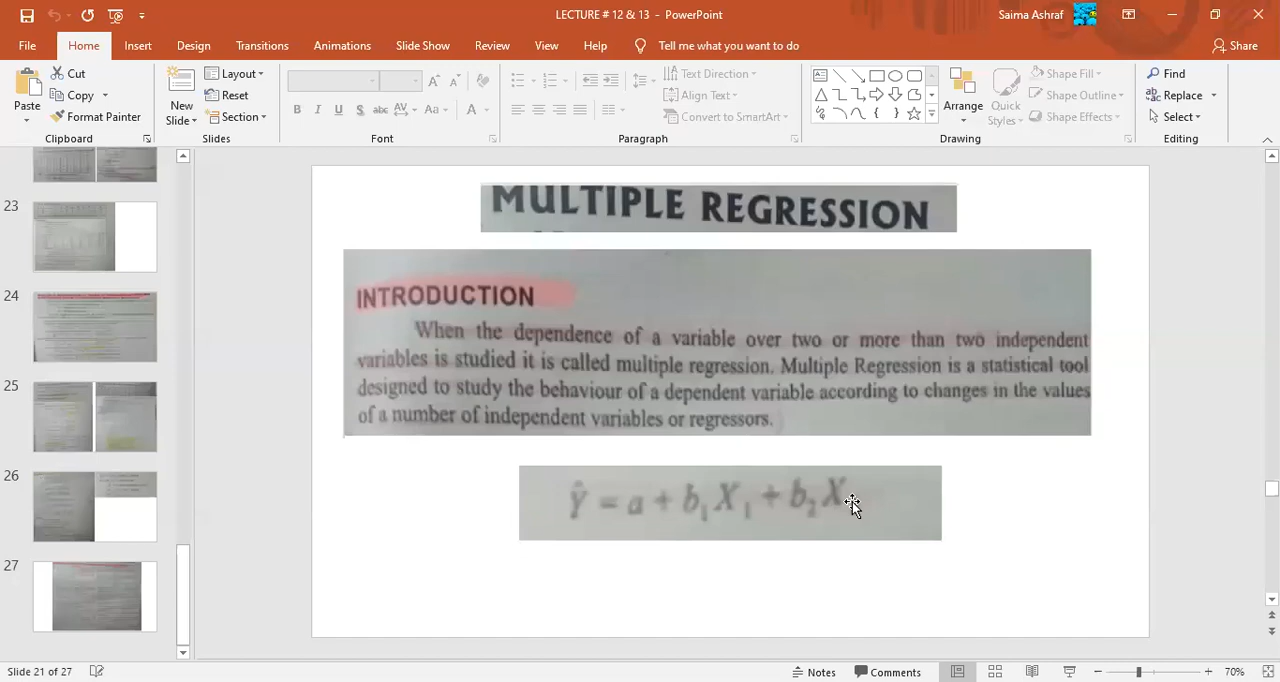 LECTURE # 12 & 13 - PowerPoint
Saima Ashraf
File Home Insert Design Transitions Animations Slide Show Review View Help Tell me what you want to do Share
Paste
Cut
Copy
Format Painter
Clipboard
New Slide
Layout
Reset
Section
Slides
B I U S abc AV Aa A
Font
Text Direction
Align Text
Convert to SmartArt
Paragraph
Arrange
Quick Styles
Shape Fill
Shape Outline
Shape Effects
Drawing
Find
Replace
Select
Editing
23
24
25
26
27
MULTIPLE REGRESSION
INTRODUCTION
When the dependence of a variable over two or more than two independent
variables is studied it is called multiple regression. Multiple Regression is a statistical tool
designed to study the behaviour of a dependent variable according to changes in the values
of a number of independent variables or regressors.
Ŷ = a + b₁X₁ + b₂X
Slide 21 of 27
Notes
Comments
70%